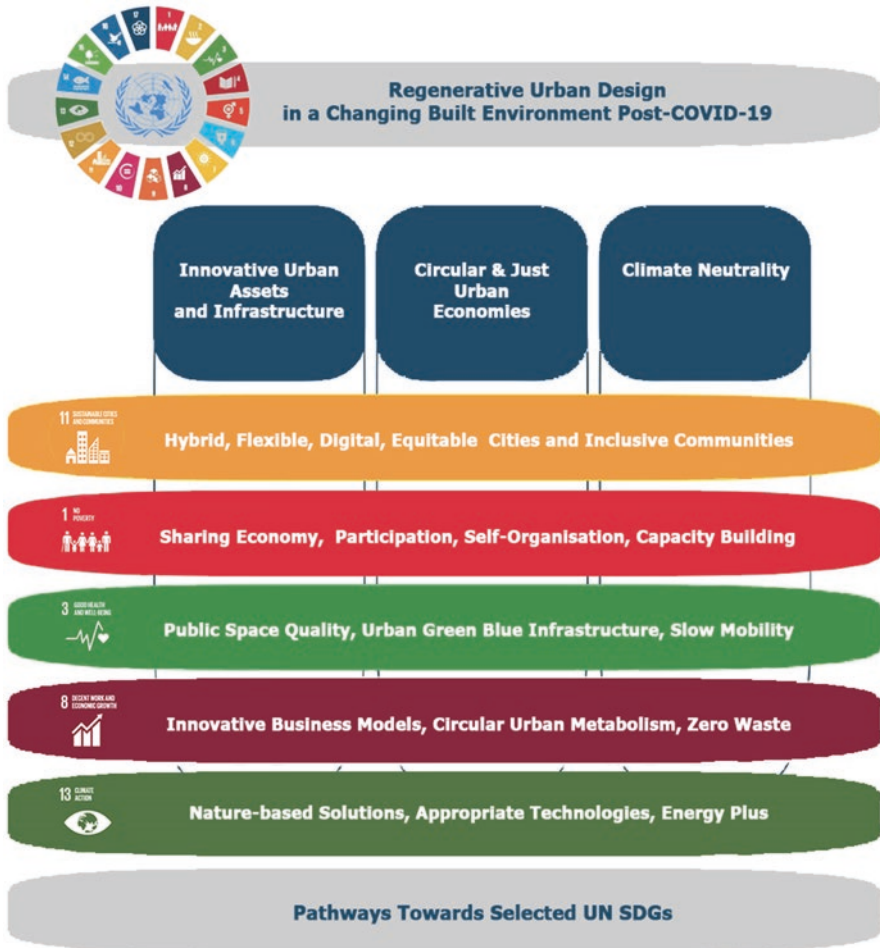 Regenerative Urban Design
in a Changing Built Environment Post-COVID-19
Innovative Urban
Assets
and Infrastructure
Circular & Just
Urban
Economies
Climate Neutrality
11 SUSTAINABLE CITIES
AND COMMUNITIES
Hybrid, Flexible, Digital, Equitable Cities and Inclusive Communities
1 NO
POVERTY
Sharing Economy, Participation, Self-Organisation, Capacity Building
3 GOOD HEALTH
AND WELL-BEING
Public Space Quality, Urban Green Blue Infrastructure, Slow Mobility
8 DECENT WORK AND
ECONOMIC GROWTH
Innovative Business Models, Circular Urban Metabolism, Zero Waste
13 CLIMATE
ACTION
Nature-based Solutions, Appropriate Technologies, Energy Plus
Pathways Towards Selected UN SDGs